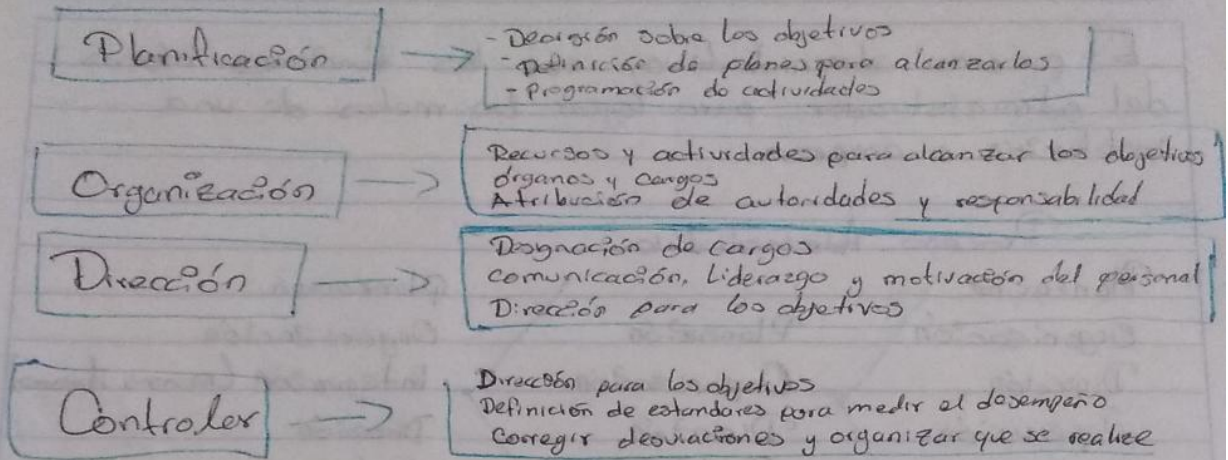 Planificación
- Decisión sobre los objetivos
- Definición de planes para alcanzarlos
- Programación de actividades
Organización
Recursos y actividades para alcanzar los objetivos
órganos y cargos
Atribución de autoridades y responsabilidad
Dirección
Designación de cargos
Comunicación, Liderazgo y motivación del personal
Dirección para los objetivos
Controler
Dirección para los objetivos
Definición de estandares para medir el desempeño
Corregir desviaciones y organizar que se realice